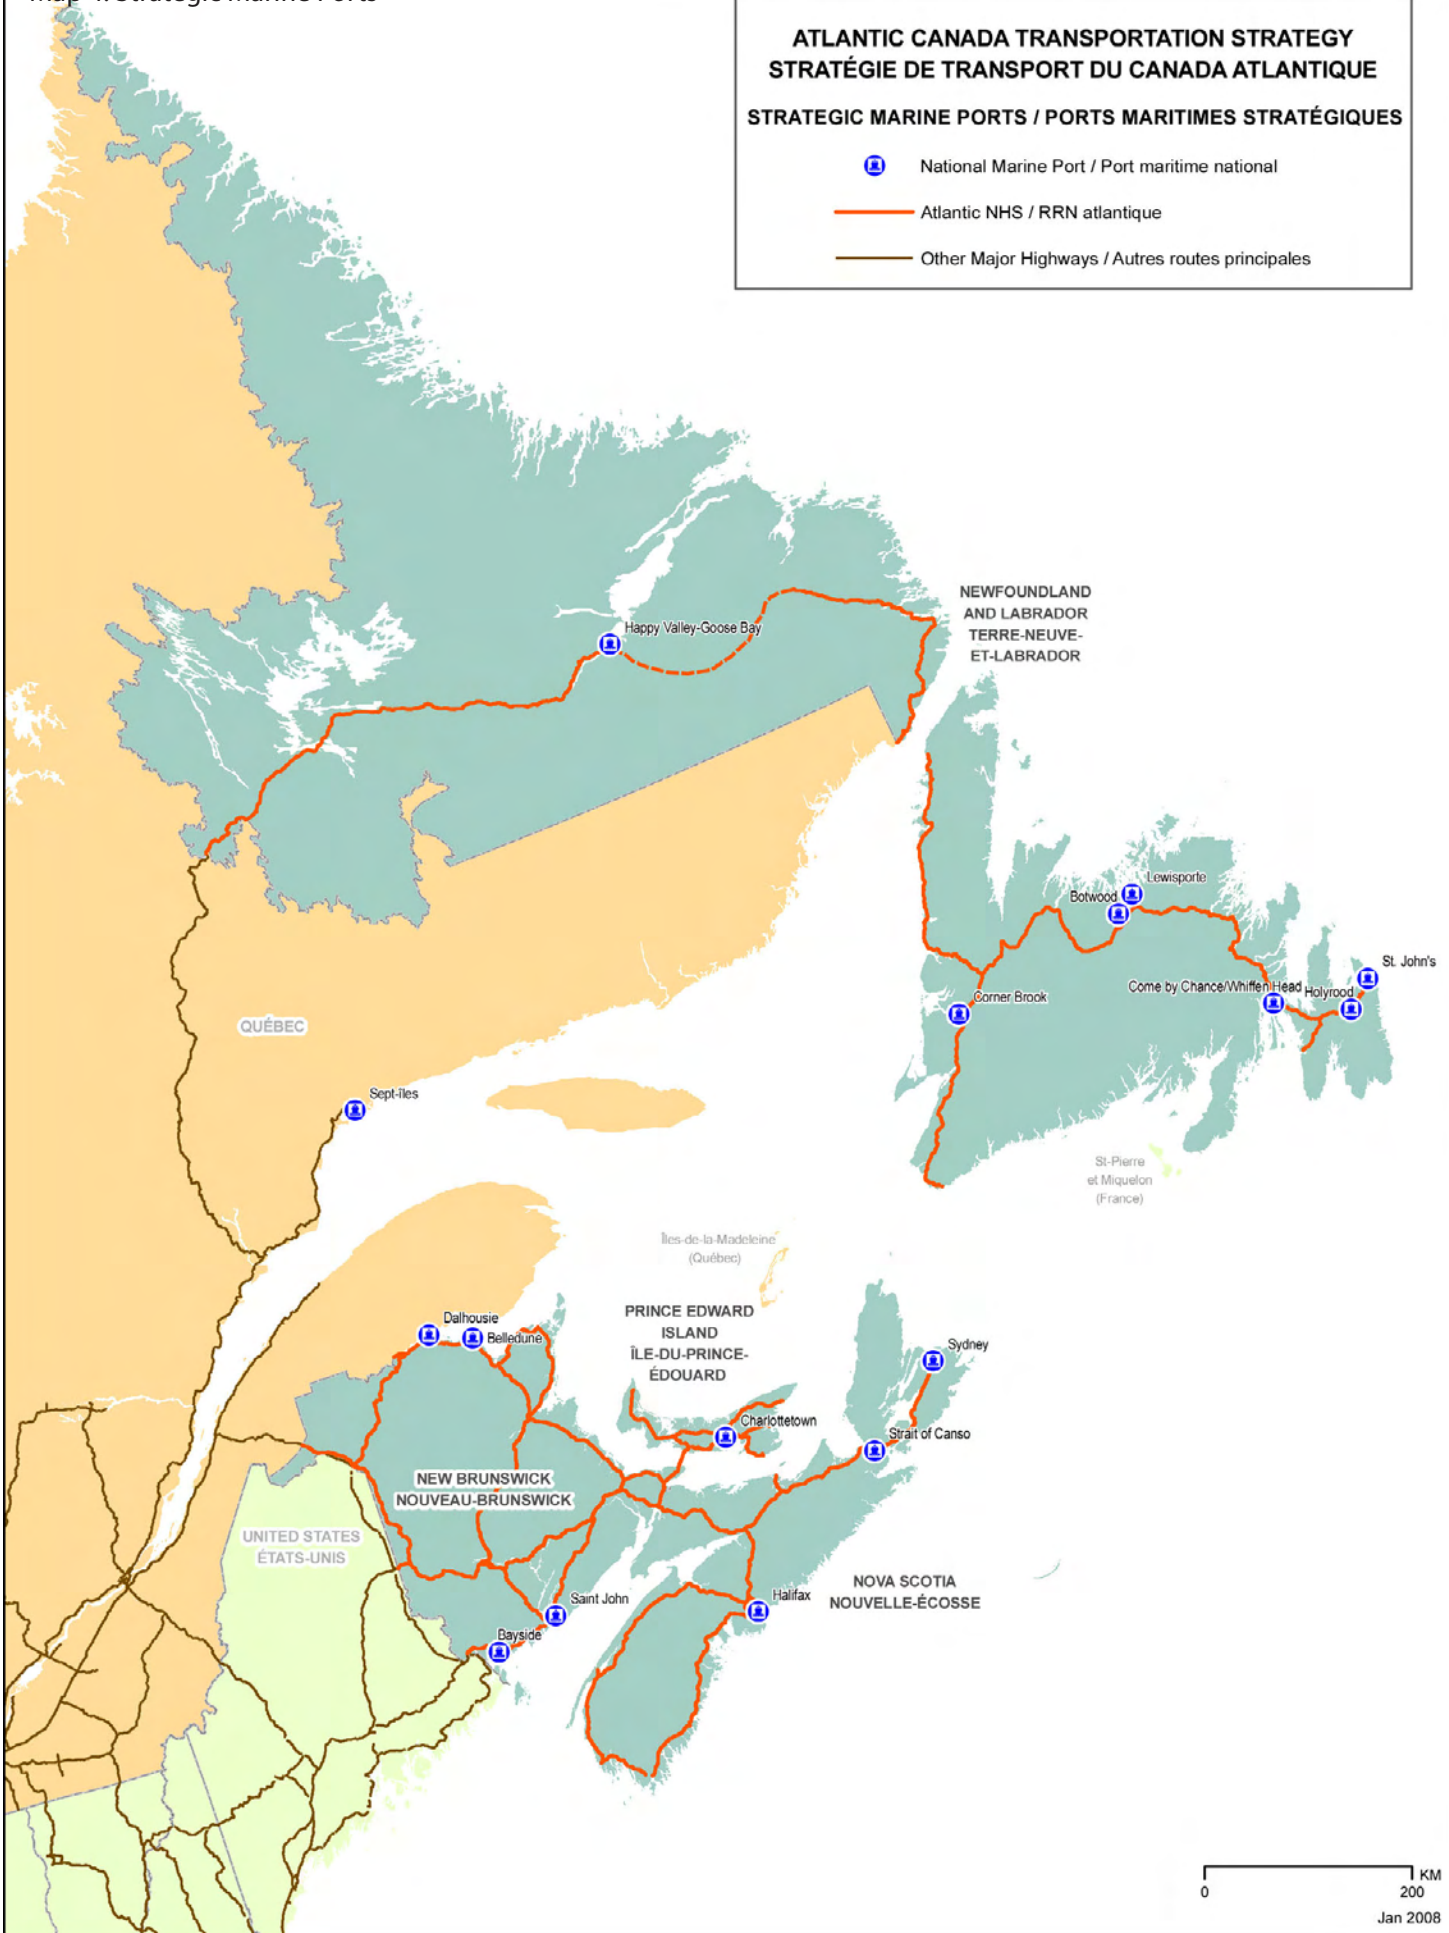 Map 4: Strategic Marine Ports
ATLANTIC CANADA TRANSPORTATION STRATEGY
STRATÉGIE DE TRANSPORT DU CANADA ATLANTIQUE
STRATEGIC MARINE PORTS / PORTS MARITIMES STRATÉGIQUES
National Marine Port / Port maritime national
Atlantic NHS / RRN atlantique
Other Major Highways / Autres routes principales
NEWFOUNDLAND
AND LABRADOR
TERRE-NEUVE-
ET-LABRADOR
Happy Valley-Goose Bay
Lewisporte
Botwood
St. John's
Come by Chance/Whiffen Head
Holyrood
Corner Brook
QUÉBEC
Sept-îles
St-Pierre
et Miquelon
(France)
Îles-de-la-Madeleine
(Québec)
PRINCE EDWARD
ISLAND
ÎLE-DU-PRINCE-
ÉDOUARD
Dalhousie
Belledune
Sydney
Charlottetown
Strait of Canso
NEW BRUNSWICK
NOUVEAU-BRUNSWICK
UNITED STATES
ÉTATS-UNIS
NOVA SCOTIA
NOUVELLE-ÉCOSSE
Halifax
Saint John
Bayside
KM
0
200
Jan 2008